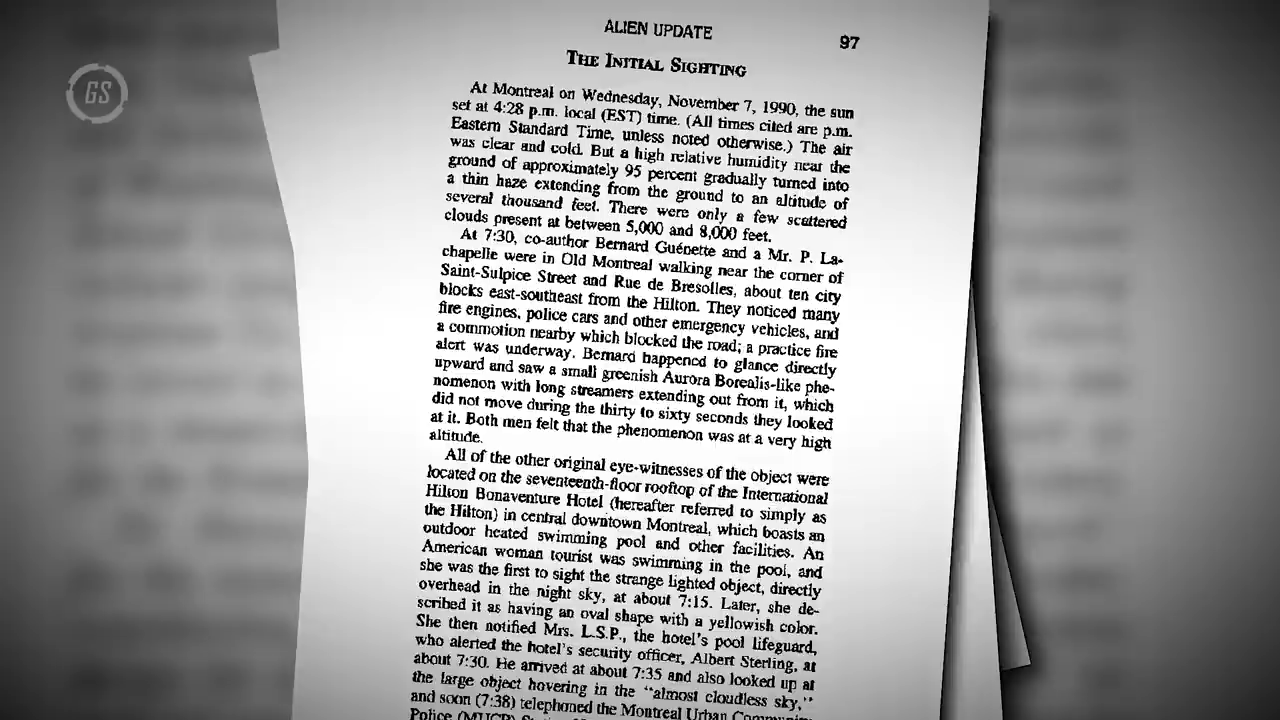 GS
ALIEN UPDATE
97
THE INITIAL SIGHTING
At Montreal on Wednesday, November 7, 1990, the sun
set at 4:28 p.m. local (EST) time. (All times cited are p.m.
Eastern Standard Time, unless noted otherwise.) The air
was clear and cold. But a high relative humidity near the
ground of approximately 95 percent gradually turned into
a thin haze extending from the ground to an altitude of
several thousand feet. There were only a few scattered
clouds present at between 5,000 and 8,000 feet.
At 7:30, co-author Bernard Guénette and a Mr. P. La-
chapelle were in Old Montreal walking near the corner of
Saint-Sulpice Street and Rue de Bresolles, about ten city
blocks east-southeast from the Hilton. They noticed many
fire engines, police cars and other emergency vehicles, and
a commotion nearby which blocked the road; a practice fire
alert was underway. Bernard happened to glance directly
upward and saw a small greenish Aurora Borealis-like phe-
nomenon with long streamers extending out from it, which
did not move during the thirty to sixty seconds they looked
at it. Both men felt that the phenomenon was at a very high
altitude.
All of the other original eye-witnesses of the object were
located on the seventeenth-floor rooftop of the International
Hilton Bonaventure Hotel (hereafter referred to simply as
the Hilton) in central downtown Montreal, which boasts an
outdoor heated swimming pool and other facilities. An
American woman tourist was swimming in the pool, and
she was the first to sight the strange lighted object, directly
overhead in the night sky, at about 7:15. Later, she de-
scribed it as having an oval shape with a yellowish color.
She then notified Mrs. L.S.P., the hotel's pool lifeguard,
who alerted the hotel's security officer, Albert Sterling, at
about 7:30. He arrived at about 7:35 and also looked up at
the large object hovering in the "almost cloudless sky,"
and soon (7:38) telephoned the Montreal Urban Community
Police (MUCP)